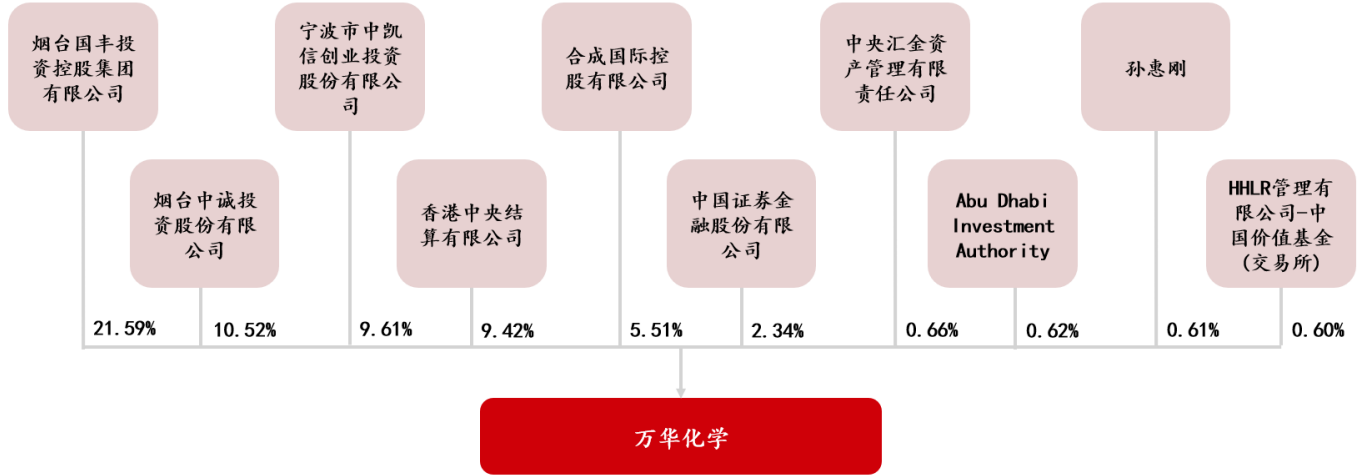 烟台国丰投
资控股集团
有限公司
宁波市中凯
信创业投资
股份有限公
司
合成国际控
股有限公司
中央汇金资
产管理有限
责任公司
孙惠刚
烟台中诚投
资股份有限
公司
香港中央结
算有限公司
中国证券金
融股份有限
公司
Abu Dhabi
Investment
Authority
HHLR管理有
限公司-中
国价值基金
(交易所)
21.59%
10.52%
9.61%
9.42%
5.51%
2.34%
0.66%
0.62%
0.61%
0.60%
万华化学